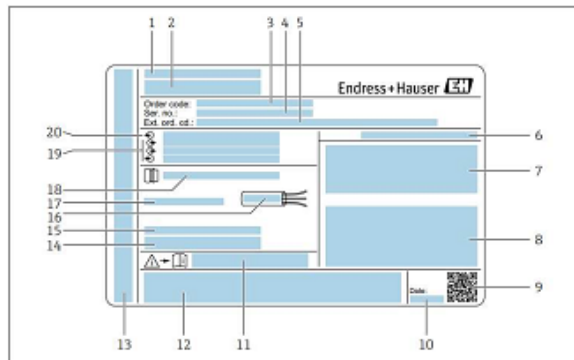 1 2 3 4 5
Endress+Hauser EH
Order code:
Ser. no.:
Ext. ord. cd.:
20
19
18
17
16
15
14
6
7
8
Date:
9
13 12 11 10